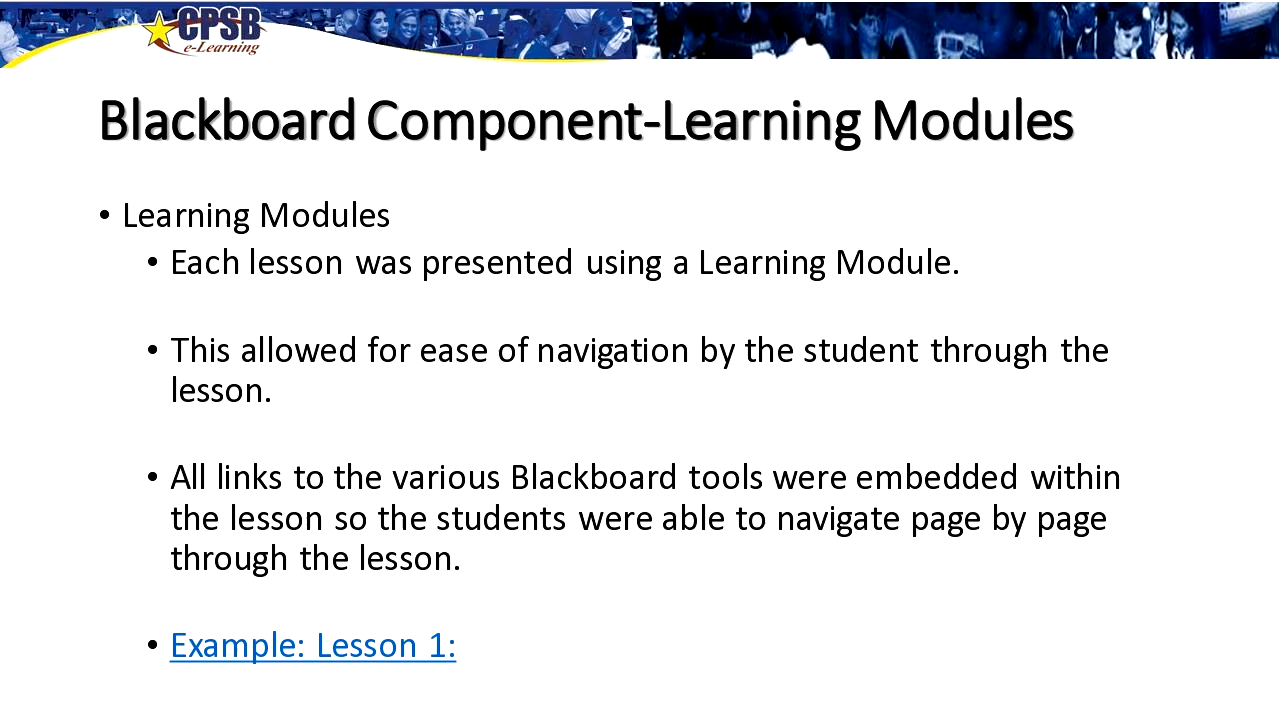 CPSB
e-Learning
Blackboard Component-Learning Modules
• Learning Modules
• Each lesson was presented using a Learning Module.
• This allowed for ease of navigation by the student through the
lesson.
• All links to the various Blackboard tools were embedded within
the lesson so the students were able to navigate page by page
through the lesson.
• Example: Lesson 1: